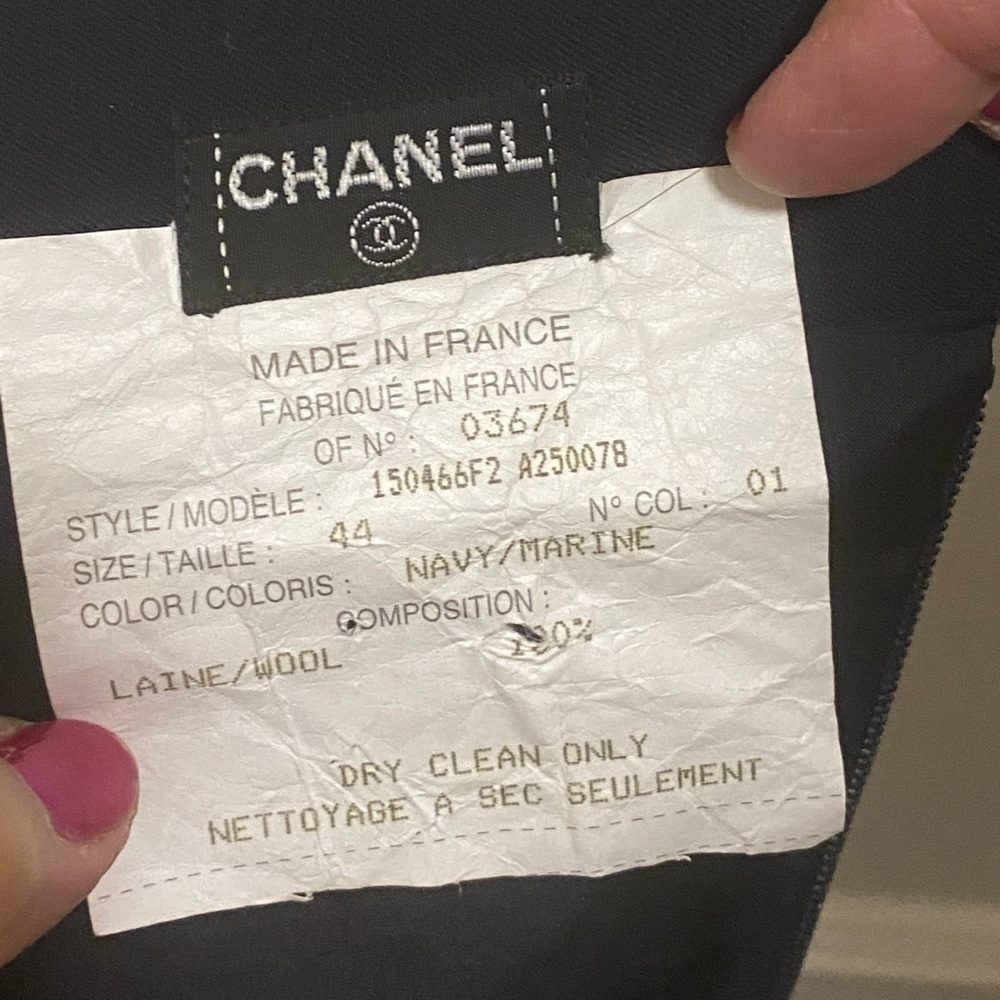 CHANEL
MADE IN FRANCE
FABRIQUÉ EN FRANCE
OF Nº : 03674
STYLE/MODÈLE : 150466F2 A250078
SIZE/TAILLE : 44 Nº COL : 01
COLOR/COLORIS : NAVY/MARINE
COMPOSITION :
LAINE/WOOL 100%
DRY CLEAN ONLY
NETTOYAGE A SEC SEULEMENT